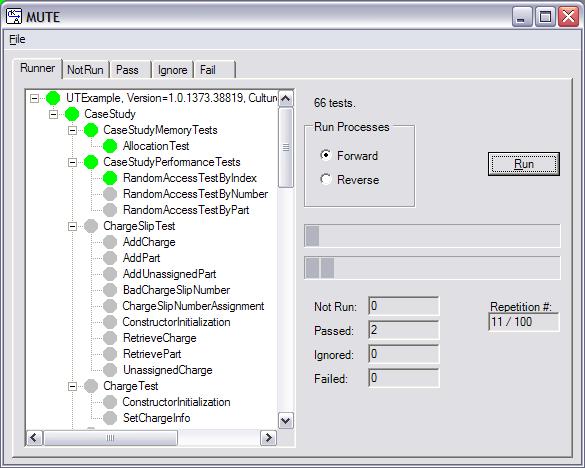 MUTE
File
Runner NotRun Pass Ignore Fail
UTExample, Version=1.0.1373.38819, Culture
CaseStudy
CaseStudyMemoryTests
AllocationTest
CaseStudyPerformanceTests
RandomAccessTestByIndex
RandomAccessTestByNumber
RandomAccessTestByPart
ChargeSlipTest
AddCharge
AddPart
AddUnassignedPart
BadChargeSlipNumber
ChargeSlipNumberAssignment
ConstructorInitialization
RetrieveCharge
RetrievePart
UnassignedCharge
ChargeTest
ConstructorInitialization
SetChargeInfo
66 tests.
Run Processes
Forward
Reverse
Run
Not Run: 0
Passed: 2
Ignored: 0
Failed: 0
Repetition #:
11 / 100